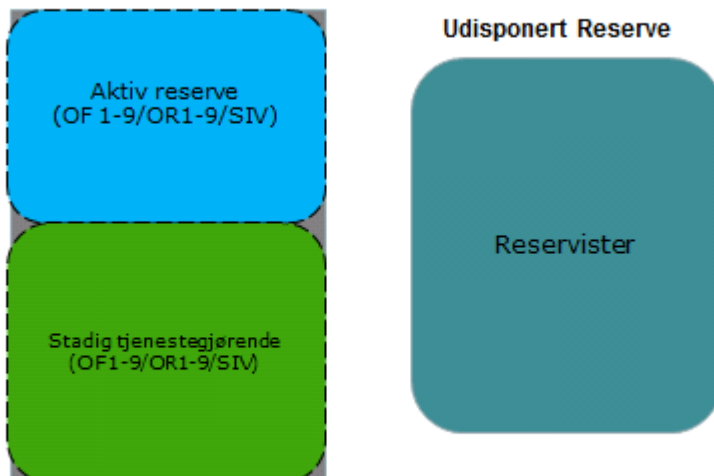 Aktiv reserve
(OF 1-9/OR1-9/SIV)
Stadig tjenestegjørende
(OF1-9/OR1-9/SIV)
Udisponert Reserve
Reservister